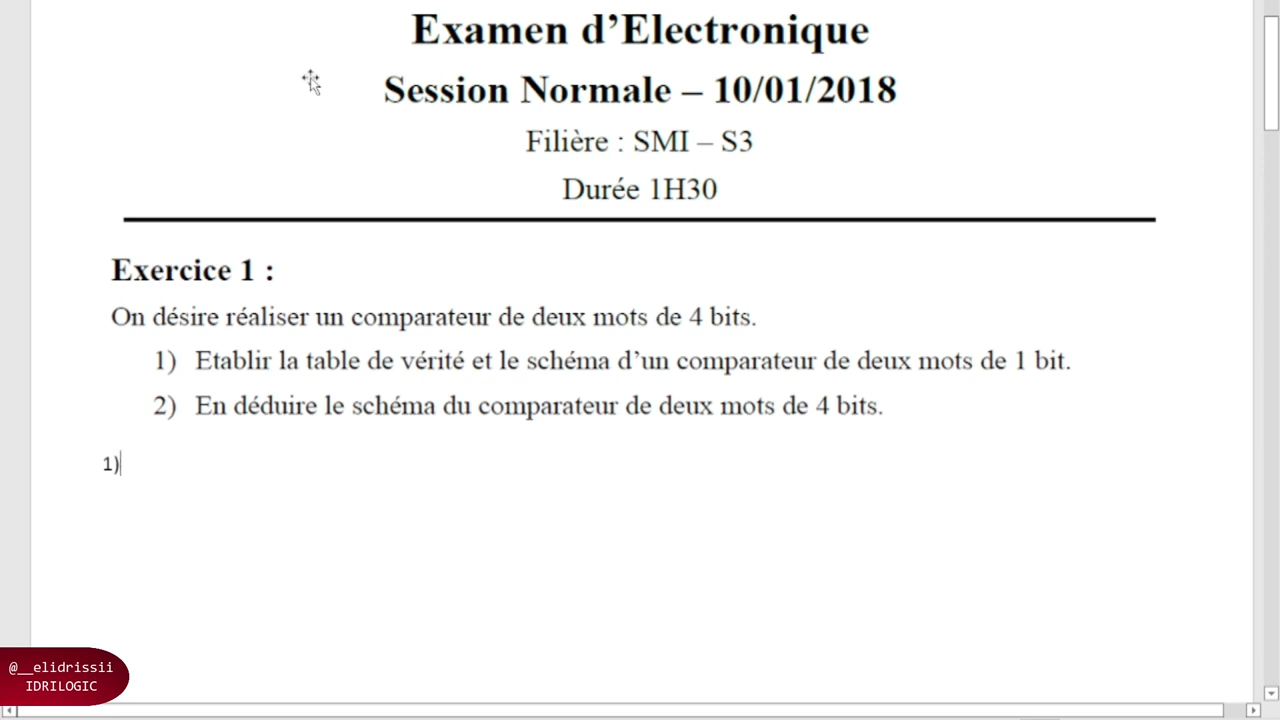 Examen d’Electronique
Session Normale – 10/01/2018
Filière : SMI – S3
Durée 1H30
Exercice 1 :
On désire réaliser un comparateur de deux mots de 4 bits.
1) Etablir la table de vérité et le schéma d’un comparateur de deux mots de 1 bit.
2) En déduire le schéma du comparateur de deux mots de 4 bits.
1)
@__elidrissii
IDRILOGIC